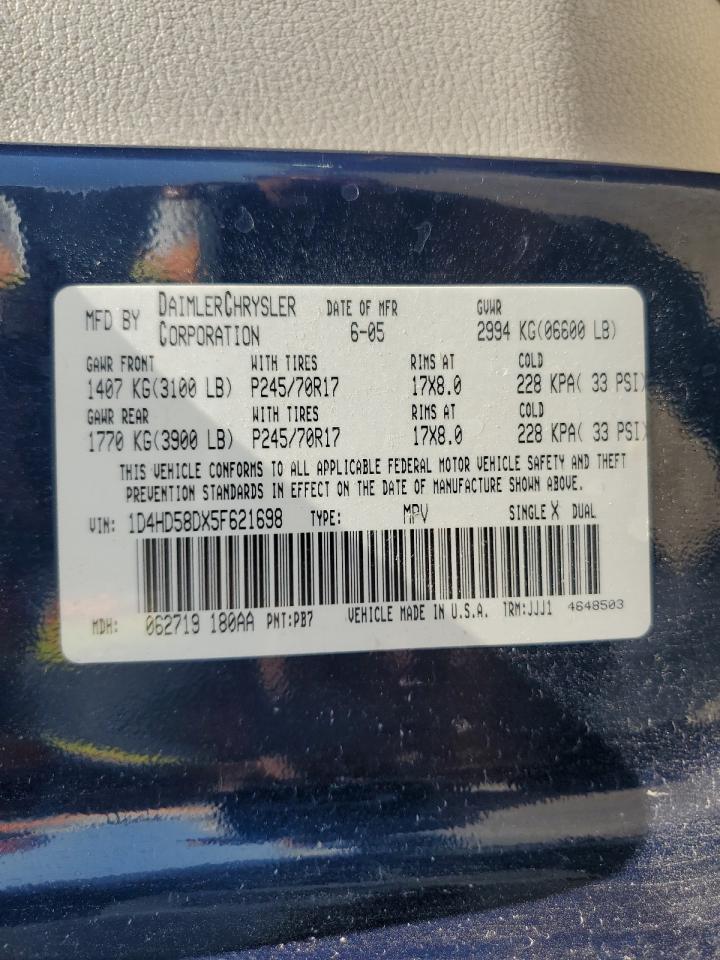 MFD BY DAIMLERCHRYSLER CORPORATION DATE OF MFR 6-05 GVWR 2994 KG(06600 LB)
GAWR FRONT WITH TIRES RIMS AT COLD
1407 KG(3100 LB) P245/70R17 17X8.0 228 KPA( 33 PSI)
GAWR REAR WITH TIRES RIMS AT COLD
1770 KG(3900 LB) P245/70R17 17X8.0 228 KPA( 33 PSI)
THIS VEHICLE CONFORMS TO ALL APPLICABLE FEDERAL MOTOR VEHICLE SAFETY AND THEFT
PREVENTION STANDARDS IN EFFECT ON THE DATE OF MANUFACTURE SHOWN ABOVE.
VIN: 1D4HD58DX5F621698 TYPE: MPV SINGLE X DUAL
MDH: 062719 180AA PNT:PB7 VEHICLE MADE IN U.S.A. TRM:JJJ1 4648503